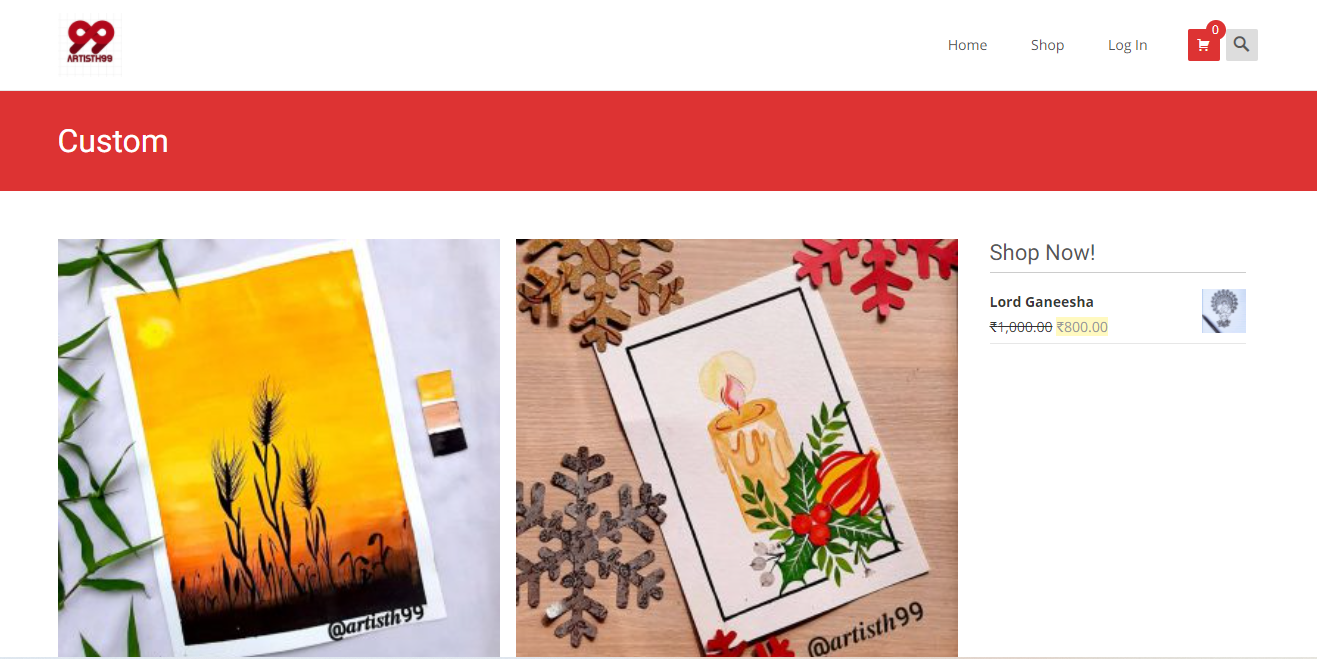 99
ARTISTH99
Home
Shop
Log In
0
Custom
Shop Now!
Lord Ganeesha
₹1,000.00 ₹800.00
@artisth99
@artisth99